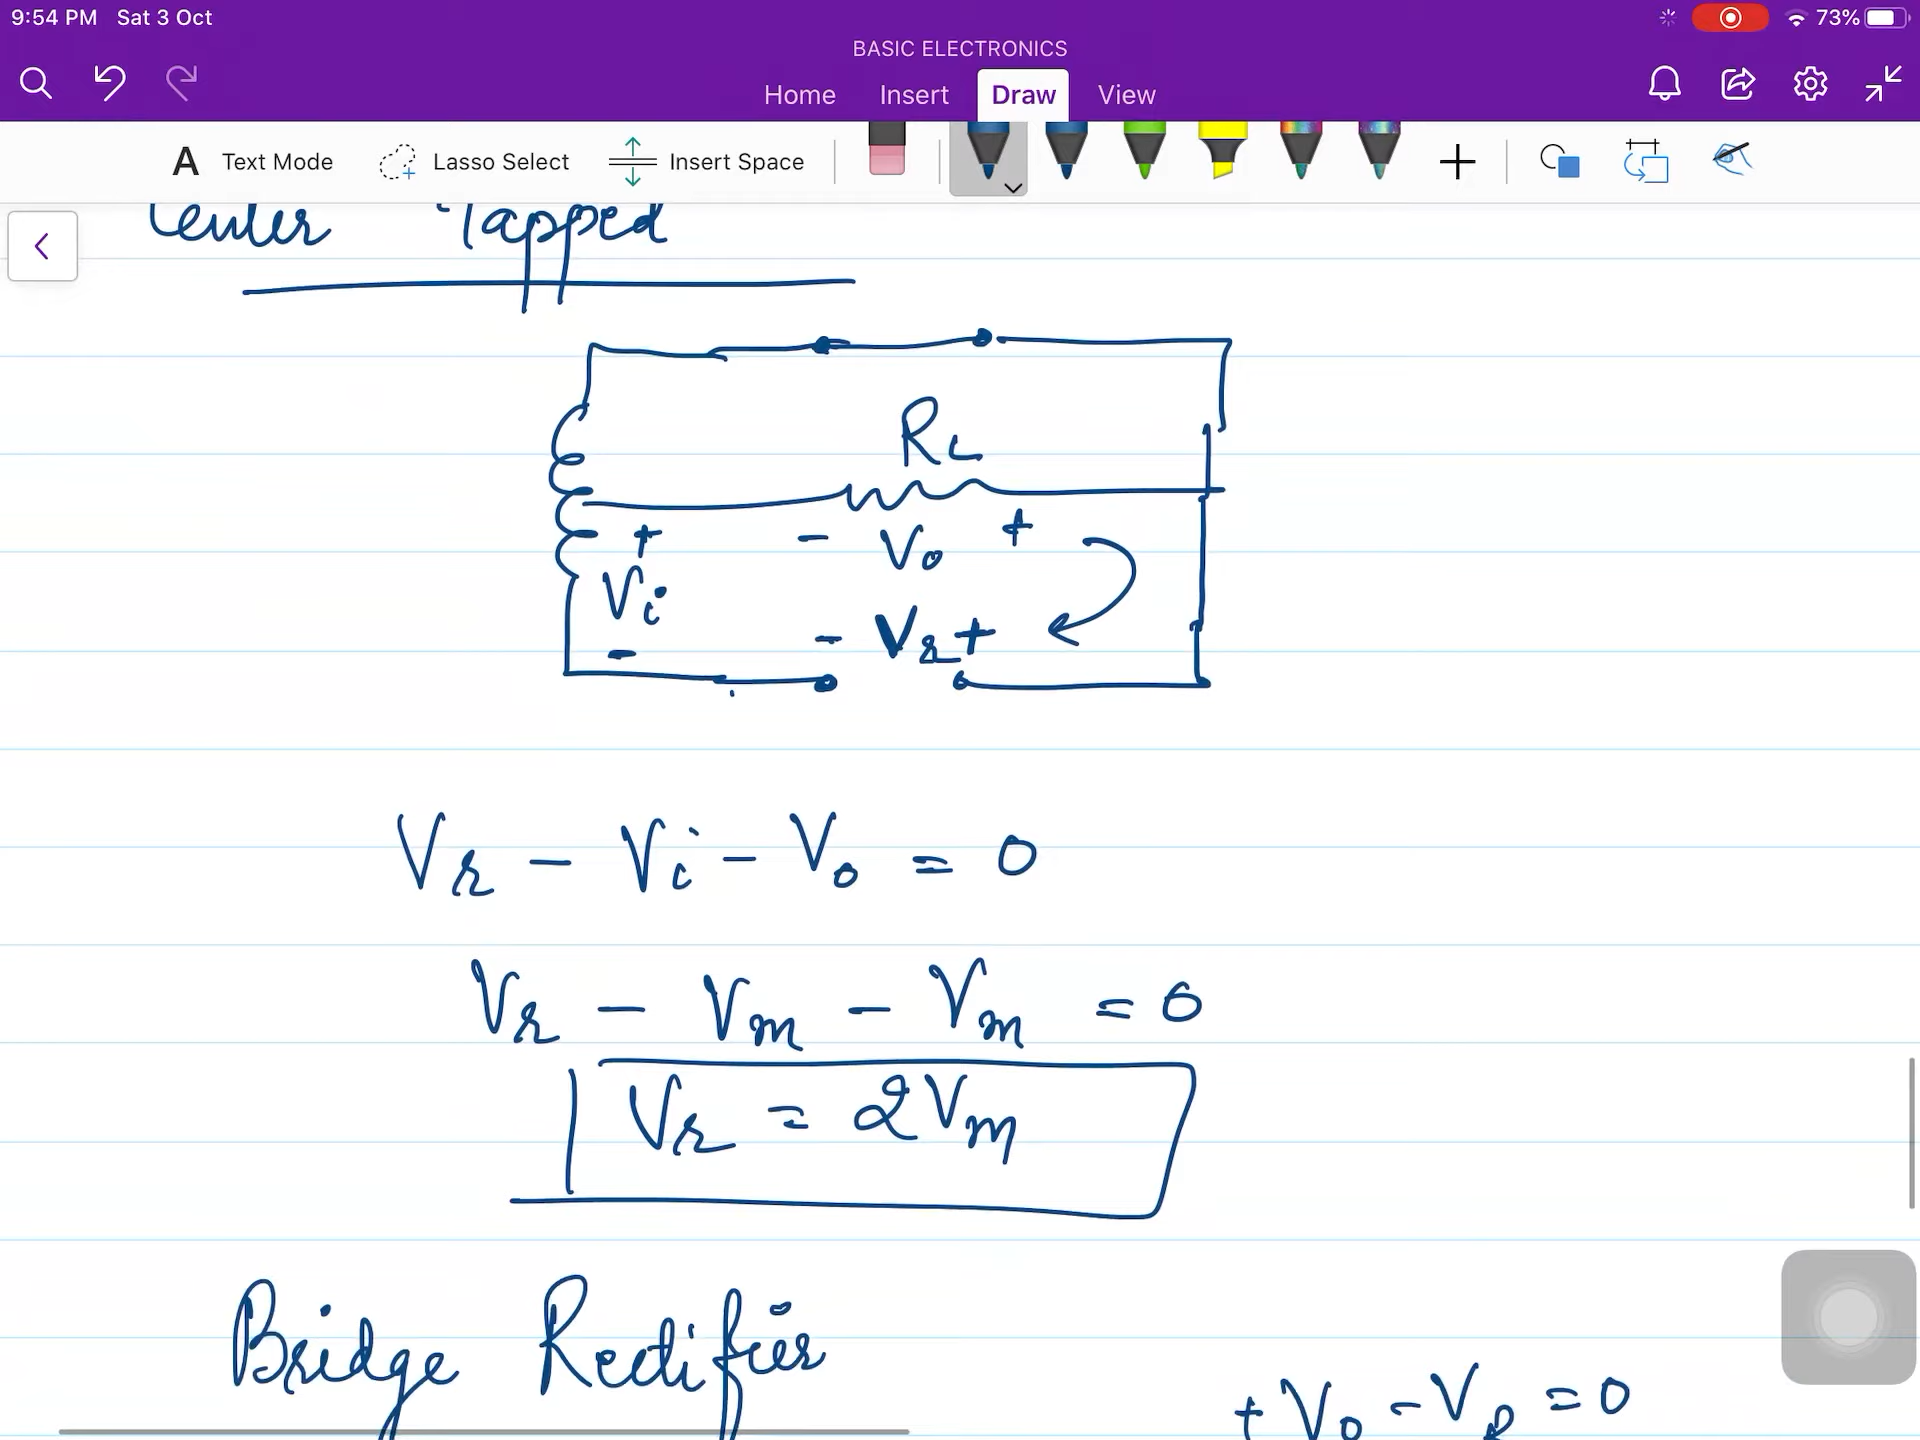 9:54 PM Sat 3 Oct
73%
BASIC ELECTRONICS
Home Insert Draw View
A Text Mode Lasso Select Insert Space
Center Tapped
RL
+ - Vo +
Vi
- - Vr +
Vr - Vi - Vo = 0
Vr - Vm - Vm = 0
Vr = 2Vm
Bridge Rectifier
+ Vo - VR = 0